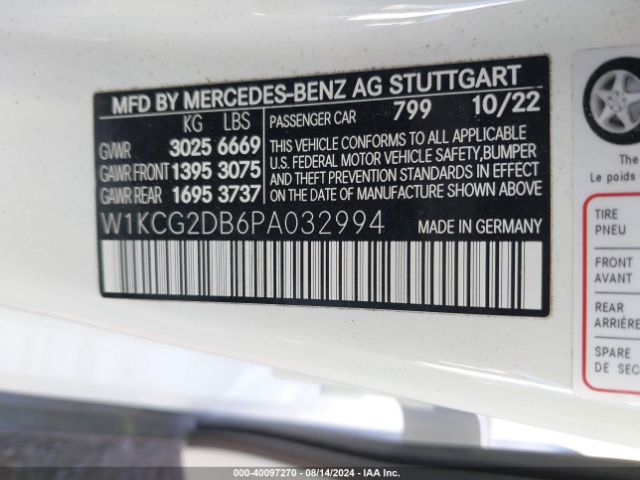 MFD BY MERCEDES-BENZ AG STUTTGART
KG LBS
PASSENGER CAR 799 10/22
GVWR 3025 6669
GAWR FRONT 1395 3075
GAWR REAR 1695 3737
THIS VEHICLE CONFORMS TO ALL APPLICABLE
U.S. FEDERAL MOTOR VEHICLE SAFETY, BUMPER
AND THEFT PREVENTION STANDARDS IN EFFECT
ON THE DATE OF MANUFACTURE SHOWN ABOVE
W1KCG2DB6PA032994
MADE IN GERMANY
The
Le poids
TIRE
PNEU
FRONT
AVANT
REAR
ARRIÈRE
SPARE
DE SEC
000-40097270 - 08/14/2024 - IAAI.COM